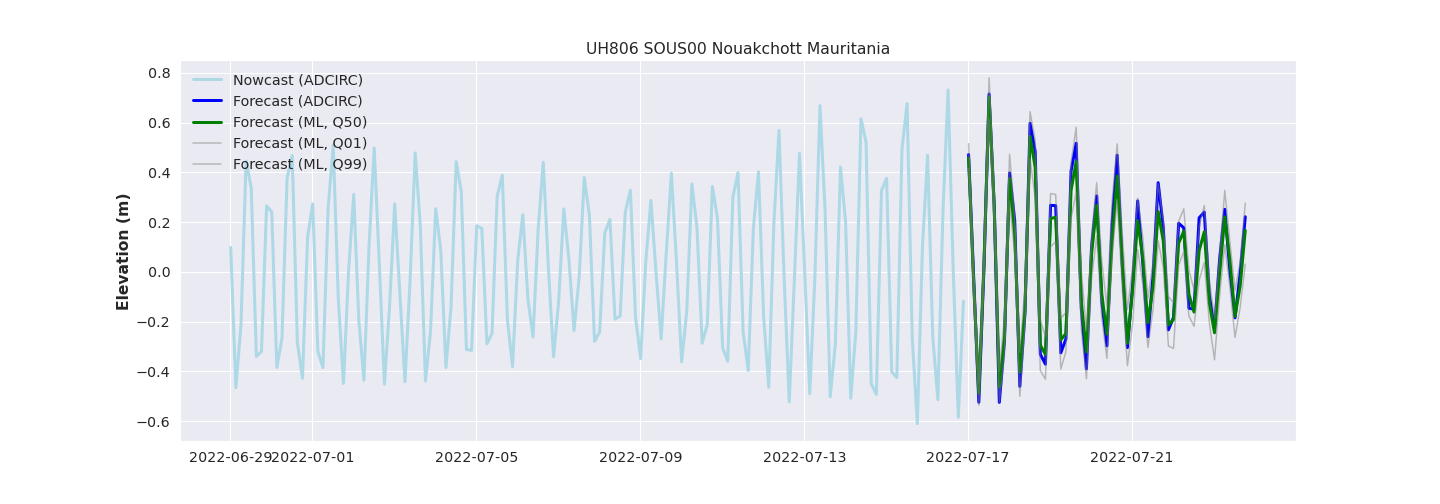 UH806 SOUS00 Nouakchott Mauritania
Nowcast (ADCIRC)
Forecast (ADCIRC)
Forecast (ML, Q50)
Forecast (ML, Q01)
Forecast (ML, Q99)
Elevation (m)
0.8
0.6
0.4
0.2
0.0
−0.2
−0.4
−0.6
2022-06-29 2022-07-01 2022-07-05 2022-07-09 2022-07-13 2022-07-17 2022-07-21